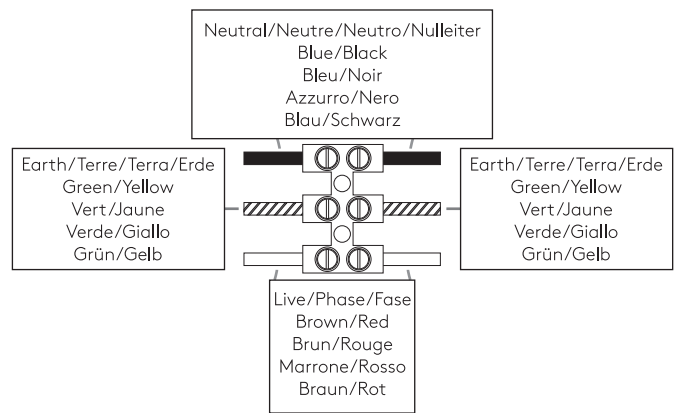 Neutral/Neutre/Neutro/Nulleiter
Blue/Black
Bleu/Noir
Azzurro/Nero
Blau/Schwarz
Earth/Terre/Terra/Erde
Green/Yellow
Vert/Jaune
Verde/Giallo
Grün/Gelb
Earth/Terre/Terra/Erde
Green/Yellow
Vert/Jaune
Verde/Giallo
Grün/Gelb
Live/Phase/Fase
Brown/Red
Brun/Rouge
Marrone/Rosso
Braun/Rot